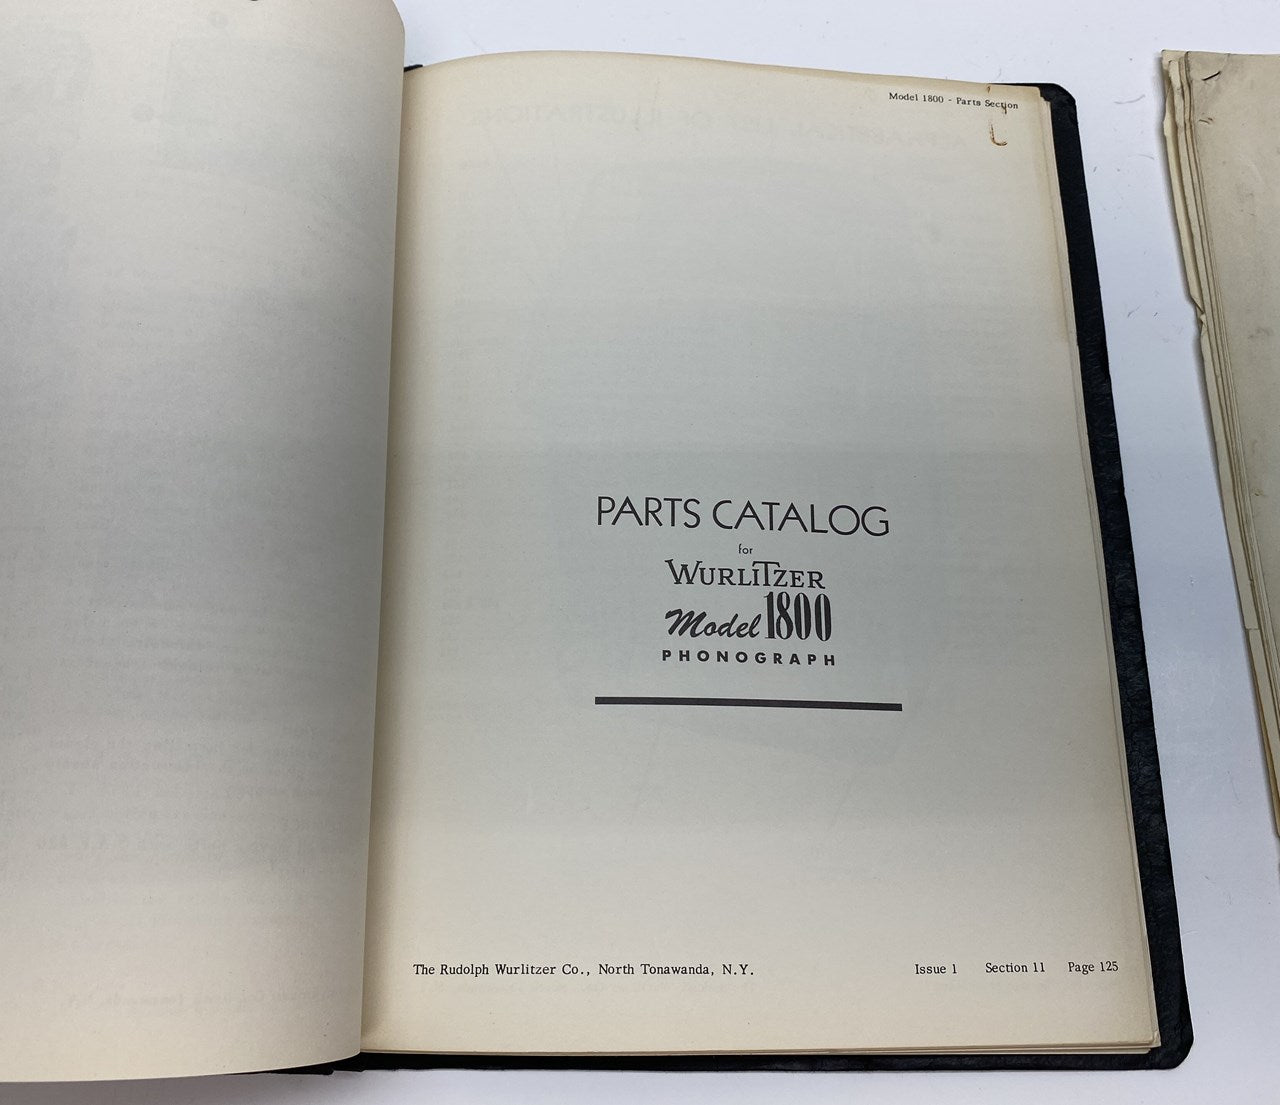 Model 1800 - Parts Section
PARTS CATALOG
for
WURLITZER
Model 1800
PHONOGRAPH
The Rudolph Wurlitzer Co., North Tonawanda, N.Y. Issue 1 Section 11 Page 125